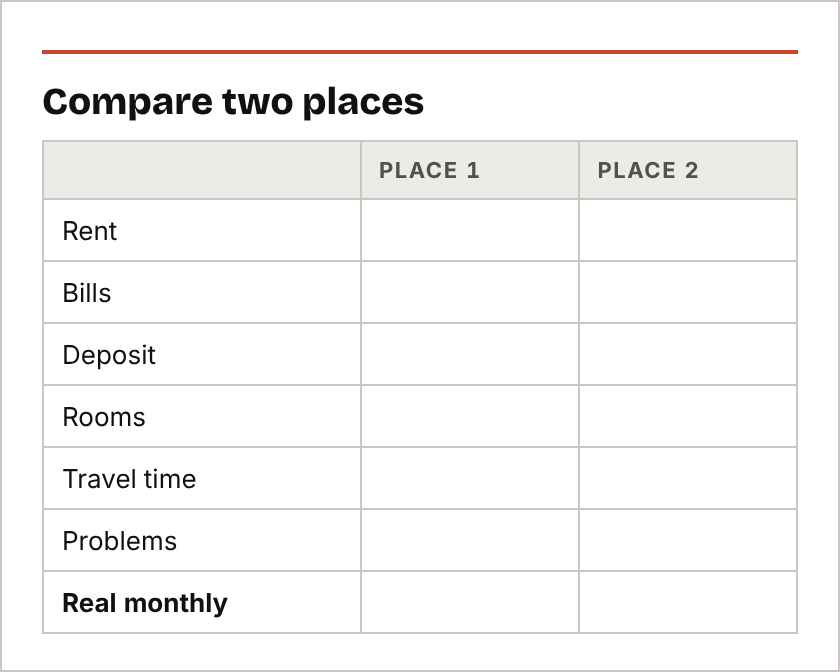 Compare two places
PLACE 1 PLACE 2
Rent
Bills
Deposit
Rooms
Travel time
Problems
Real monthly